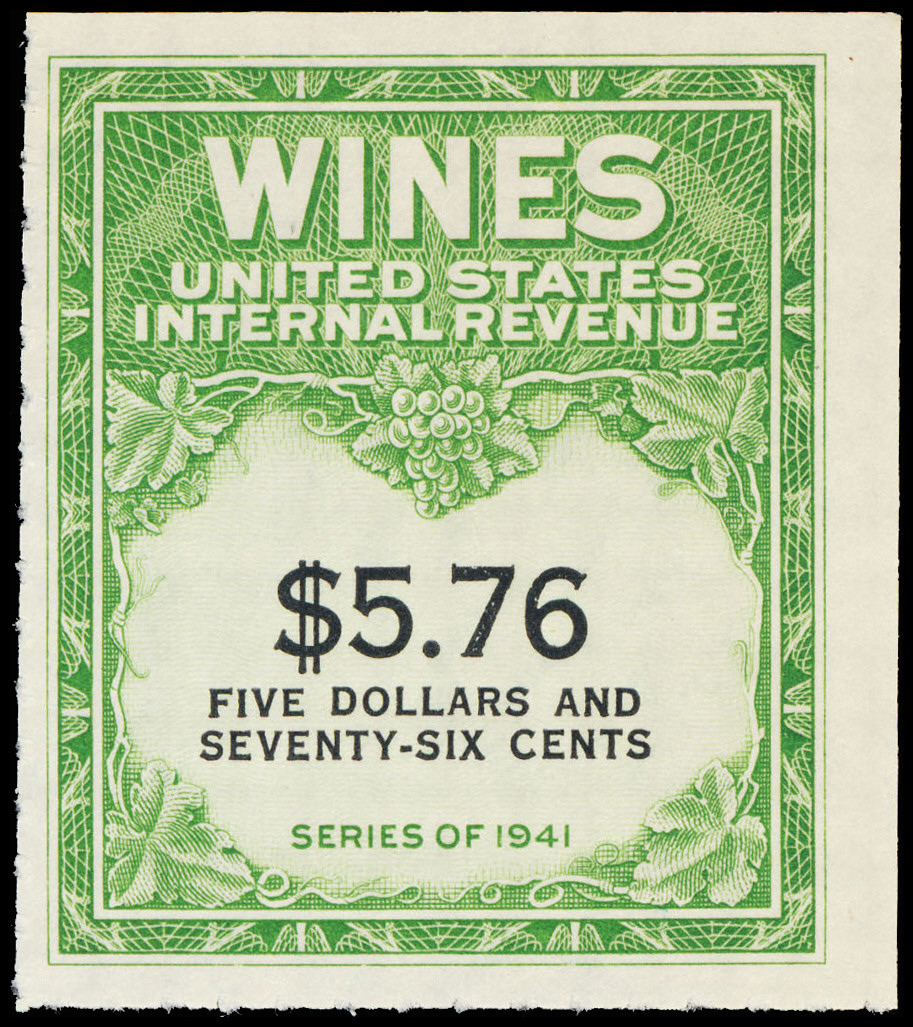 WINES
UNITED STATES
INTERNAL REVENUE
$5.76
FIVE DOLLARS AND
SEVENTY-SIX CENTS
SERIES OF 1941